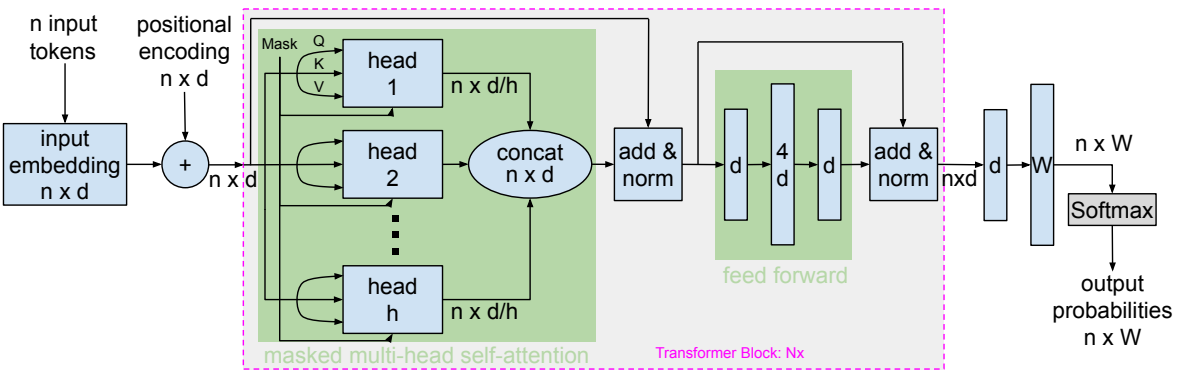 n input
tokens
positional
encoding
n x d
input
embedding
n x d
+
n x d
Mask
Q
K
V
head
1
n x d/h
head
2
head
h
n x d/h
concat
n x d
masked multi-head self-attention
add &
norm
d
4
d
d
feed forward
add &
norm
Transformer Block: Nx
nxd
d
W
n x W
Softmax
output
probabilities
n x W